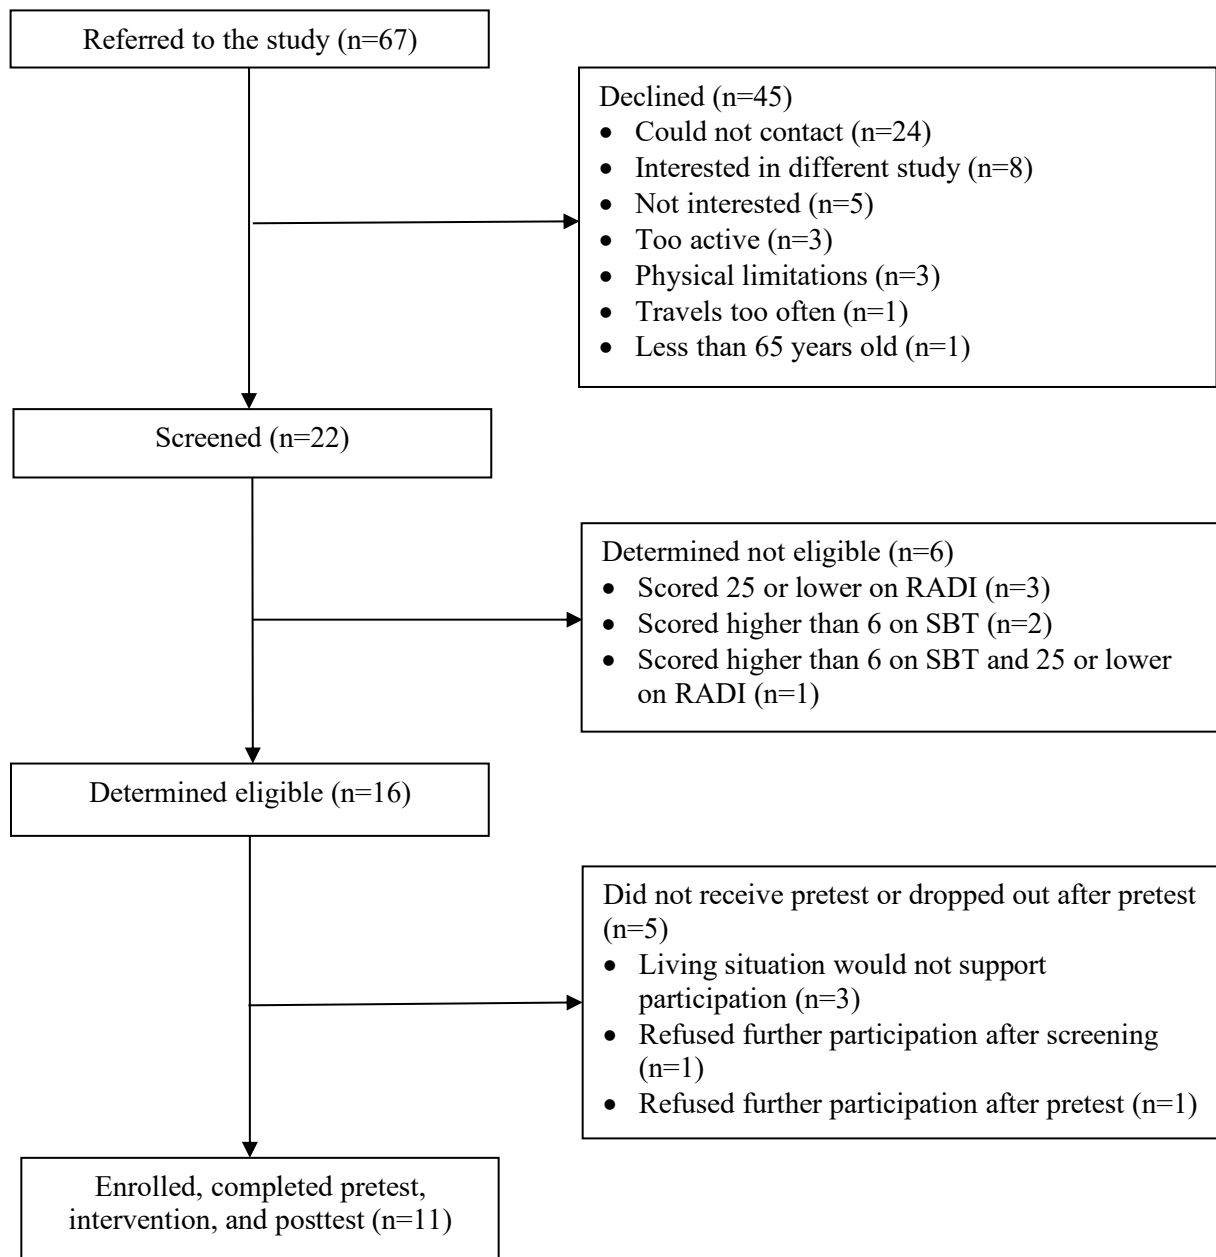 Referred to the study (n=67)
Declined (n=45)
• Could not contact (n=24)
• Interested in different study (n=8)
• Not interested (n=5)
• Too active (n=3)
• Physical limitations (n=3)
• Travels too often (n=1)
• Less than 65 years old (n=1)
Screened (n=22)
Determined not eligible (n=6)
• Scored 25 or lower on RADI (n=3)
• Scored higher than 6 on SBT (n=2)
• Scored higher than 6 on SBT and 25 or lower
on RADI (n=1)
Determined eligible (n=16)
Did not receive pretest or dropped out after pretest
(n=5)
• Living situation would not support
participation (n=3)
• Refused further participation after screening
(n=1)
• Refused further participation after pretest (n=1)
Enrolled, completed pretest,
intervention, and posttest (n=11)